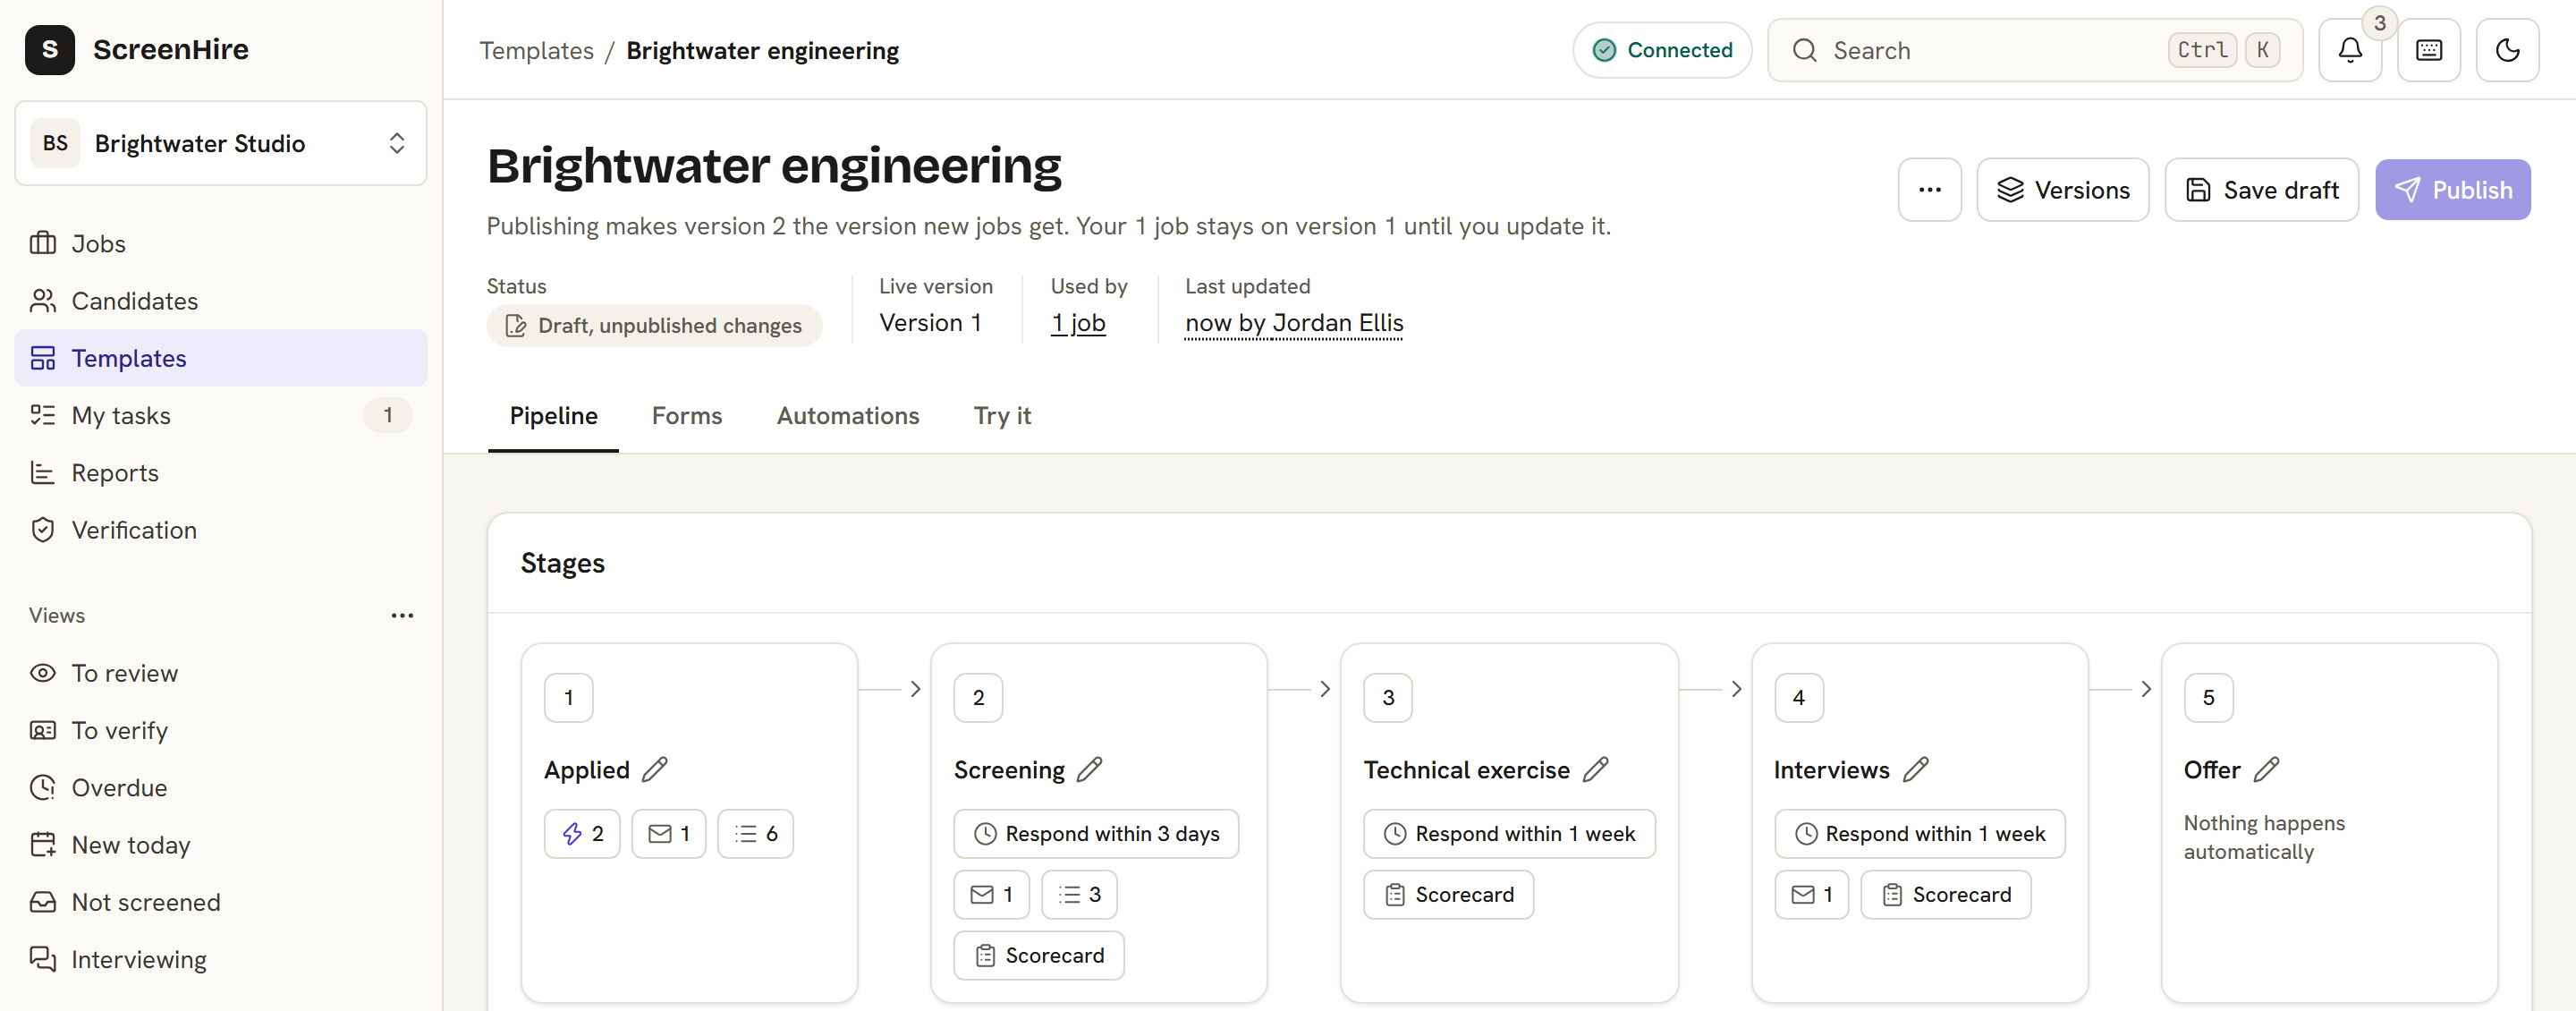 S ScreenHire
BS Brightwater Studio
Jobs
Candidates
Templates
My tasks 1
Reports
Verification
Views
To review
To verify
Overdue
New today
Not screened
Interviewing
Templates / Brightwater engineering
Connected
Search Ctrl K
3
Brightwater engineering
Publishing makes version 2 the version new jobs get. Your 1 job stays on version 1 until you update it.
Versions
Save draft
Publish
Status
Draft, unpublished changes
Live version
Version 1
Used by
1 job
Last updated
now by Jordan Ellis
Pipeline Forms Automations Try it
Stages
1
Applied
2 1 6
2
Screening
Respond within 3 days
1 3
Scorecard
3
Technical exercise
Respond within 1 week
Scorecard
4
Interviews
Respond within 1 week
1 Scorecard
5
Offer
Nothing happens
automatically